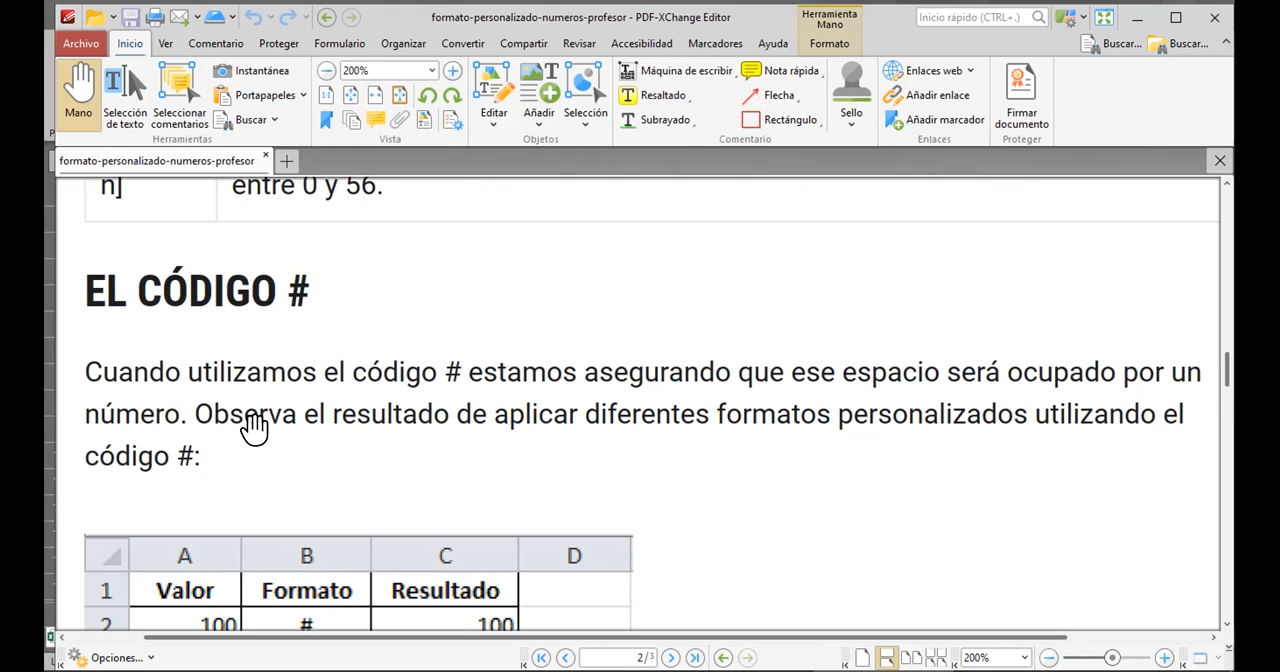 formato-personalizado-numeros-profesor - PDF-XChange Editor
Herramienta Mano
Inicio rápido (CTRL+.)
Archivo Inicio Ver Comentario Proteger Formulario Organizar Convertir Compartir Revisar Accesibilidad Marcadores Ayuda Formato Buscar... Buscar...
Mano
Selección de texto
Seleccionar comentarios
Instantánea
Portapapeles
Buscar
Herramientas
200%
Vista
Editar
Añadir
Selección
Objetos
Máquina de escribir
Resaltado
Subrayado
Nota rápida
Flecha
Rectángulo
Sello
Comentario
Enlaces web
Añadir enlace
Añadir marcador
Enlaces
Firmar documento
Proteger
formato-personalizado-numeros-profesor
n] entre 0 y 56.
EL CÓDIGO #
Cuando utilizamos el código # estamos asegurando que ese espacio será ocupado por un
número. Observa el resultado de aplicar diferentes formatos personalizados utilizando el
código #:
A B C D
1 Valor Formato Resultado
2 100 # 100
Opciones... 2/3 200%